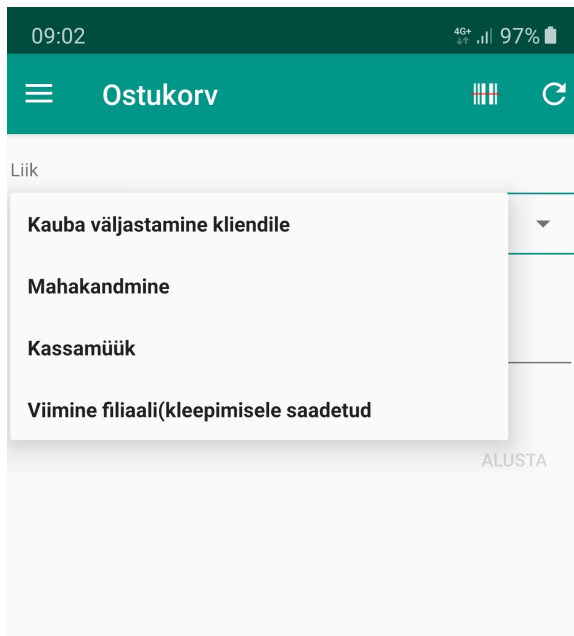 09:02 4G+ 97%
Ostukorv
Liik
Kauba väljastamine kliendile
Mahakandmine
Kassamüük
Viimine filiaali(kleepimisele saadetud
ALUSTA